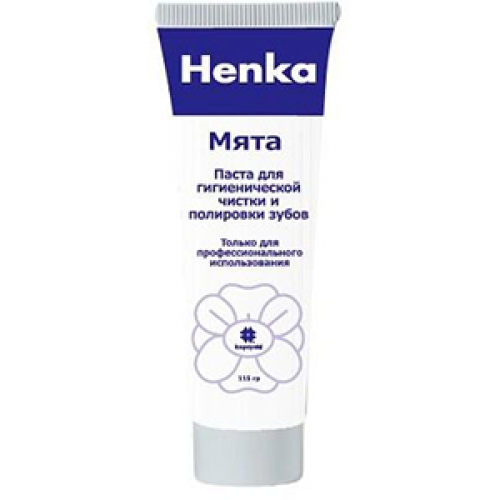 Henka
Мята
Паста для
гигиенической
чистки и
полировки зубов
Только для
профессионального
использования
115 гр